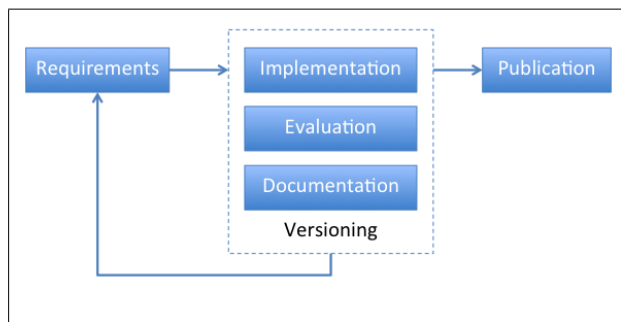 Requirements
Implementation
Publication
Evaluation
Documentation
Versioning